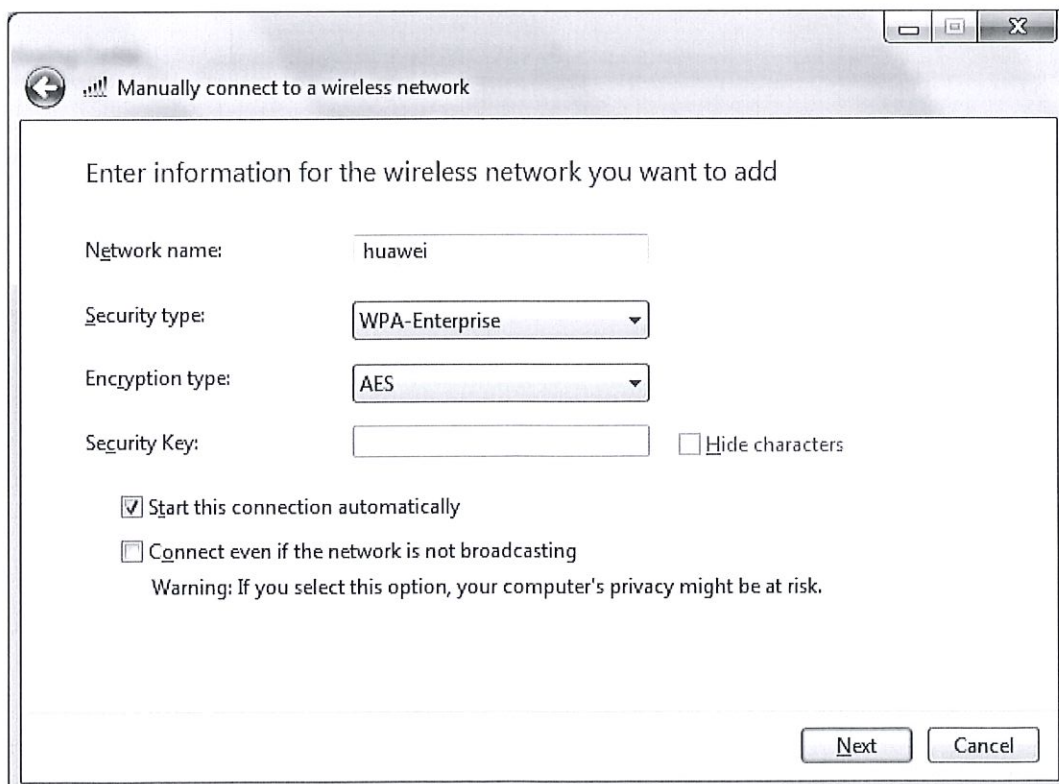 Manually connect to a wireless network
Enter information for the wireless network you want to add
Network name: huawei
Security type: WPA-Enterprise
Encryption type: AES
Security Key: Hide characters
Start this connection automatically
Connect even if the network is not broadcasting
Warning: If you select this option, your computer's privacy might be at risk.
Next Cancel